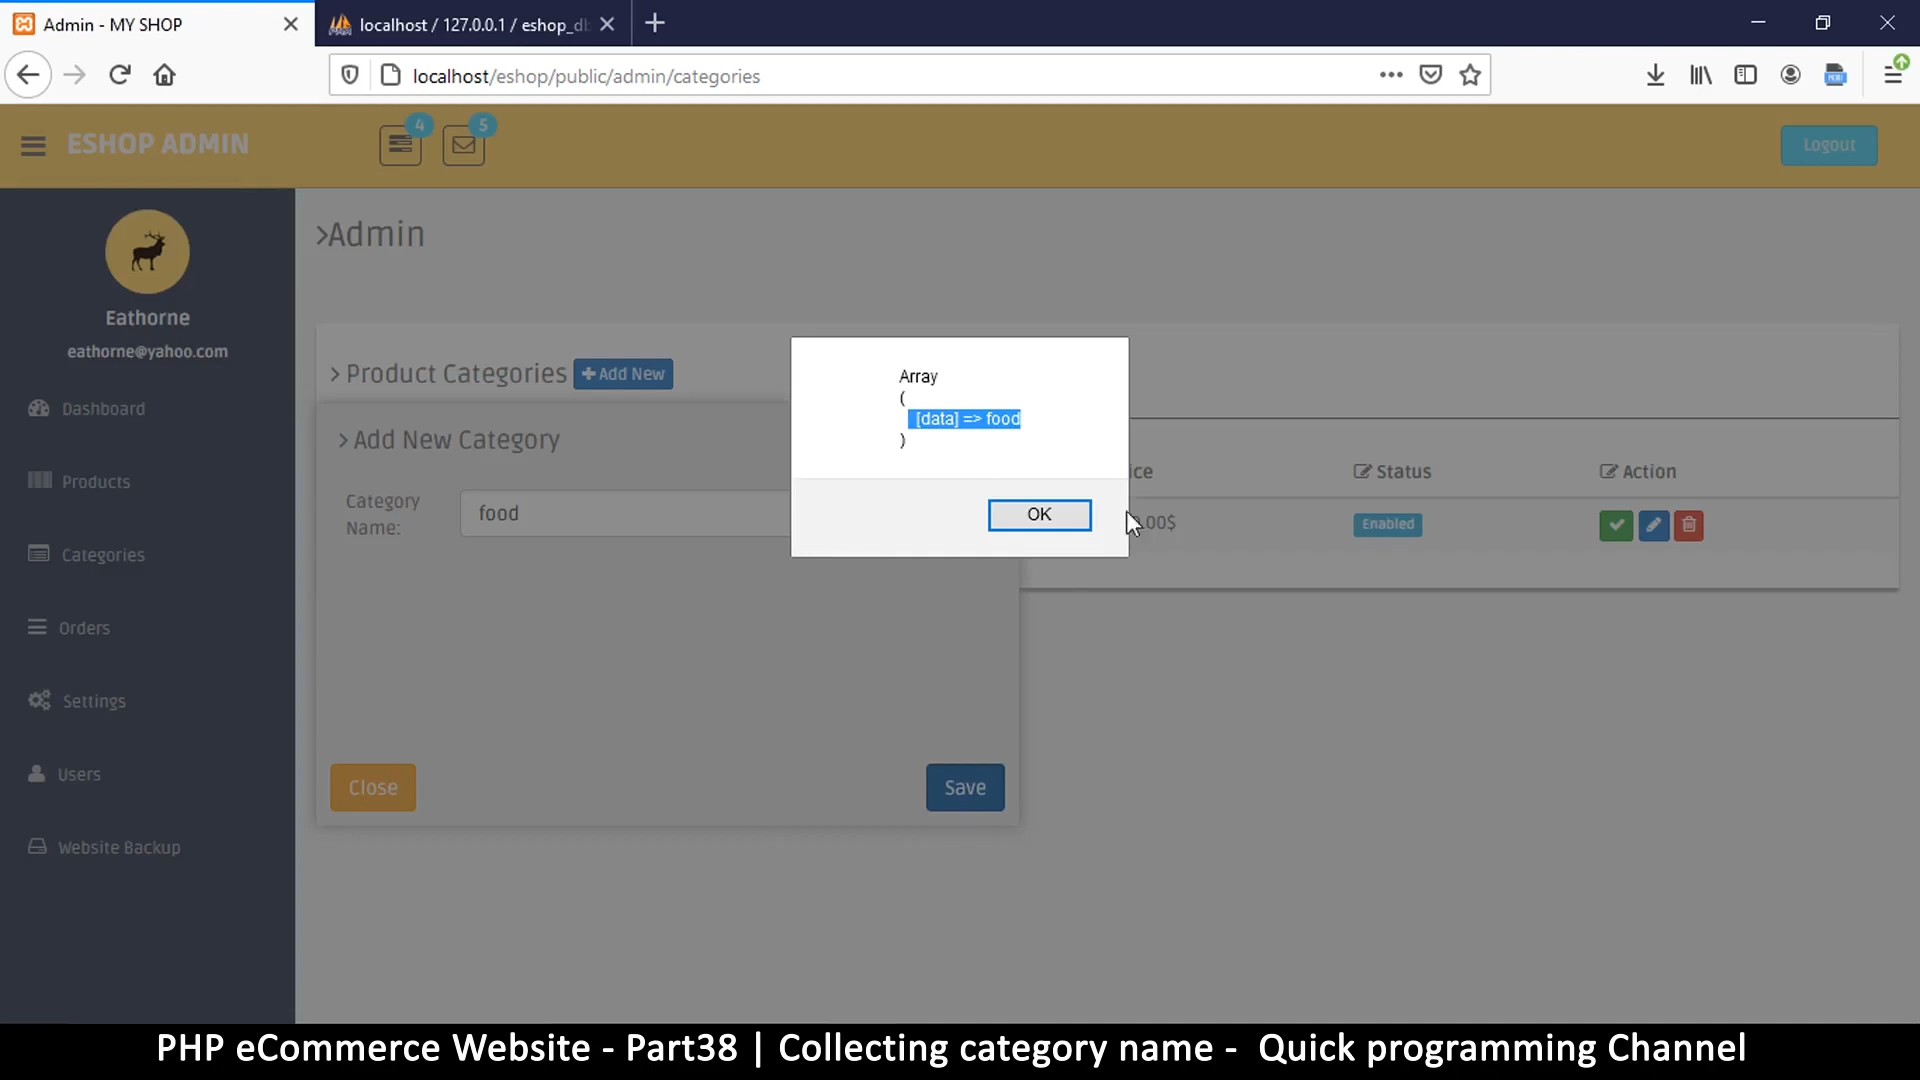 Admin - MY SHOP
localhost / 127.0.0.1 / eshop_d
localhost/eshop/public/admin/categories
ESHOP ADMIN
4
5
Logout
Eathorne
eathorne@yahoo.com
Dashboard
Products
Categories
Orders
Settings
Users
Website Backup
>Admin
> Product Categories
+Add New
> Add New Category
Category
Name:
food
Close
Save
Array
(
[data] => food
)
OK
ice
Status
Action
.00$
Enabled
PHP eCommerce Website - Part38 | Collecting category name - Quick programming Channel